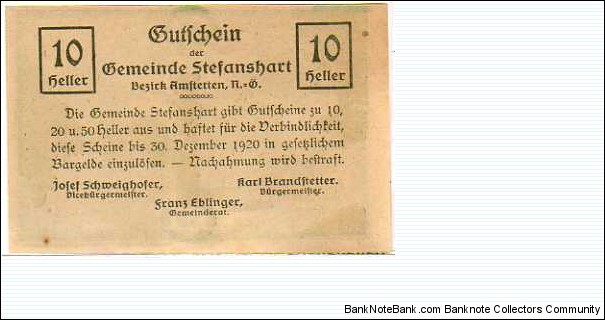 10 Heller
Gutschein
10 Heller
der
Gemeinde Stefanshart
Bezirk Amstetten, N.=Ö.
Die Gemeinde Stefanshart gibt Gutscheine zu 10,
20 u. 50 Heller aus und haftet für die Verbindlichkeit,
diese Scheine bis 30. Dezember 1920 in gesetzlichem
Bargelde einzulösen. — Nachahmung wird bestraft.
Josef Schweighofer,
Vicebürgermeister.
Karl Brandstetter.
Bürgermeister.
Franz Eblinger,
Gemeinderat.
BankNoteBank.com - Banknote Collectors Community